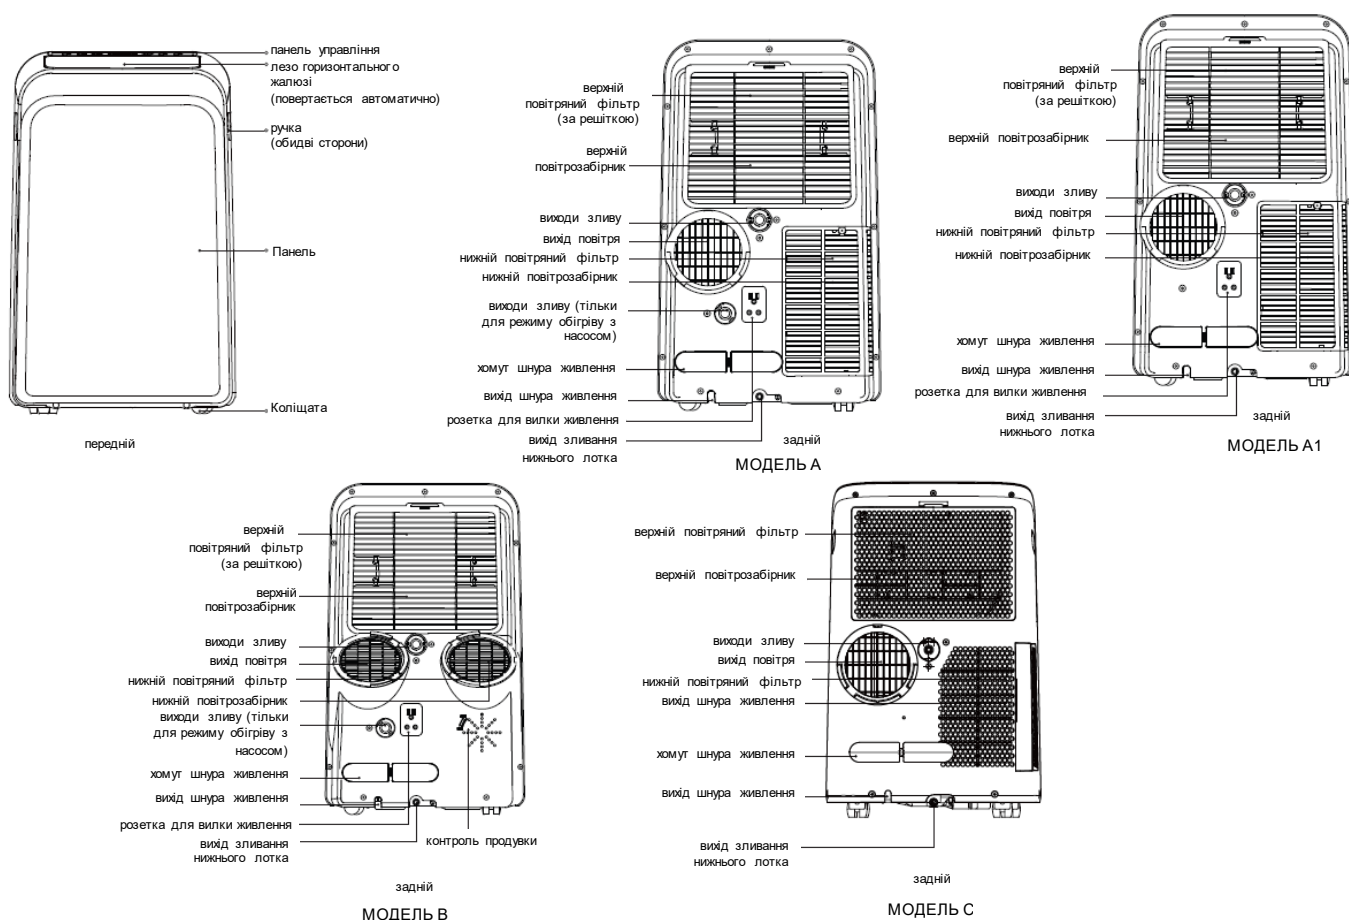 панель управління
лезо горизонтального
жалюзі
(повертається автоматично)
ручка
(обидві сторони)
Панель
Коліщата
передній
верхній
повітряний фільтр
(за решіткою)
верхній
повітрозабірник
виходи зливу
вихід повітря
нижній повітряний фільтр
нижній повітрозабірник
виходи зливу (тільки
для режиму обігріву з
насосом)
хомут шнура живлення
вихід шнура живлення
розетка для вилки живлення
вихід зливання
нижнього лотка
задній
МОДЕЛЬ A
верхній
повітряний фільтр
(за решіткою)
верхній повітрозабірник
виходи зливу
вихід повітря
нижній повітряний фільтр
нижній повітрозабірник
хомут шнура живлення
вихід шнура живлення
розетка для вилки живлення
вихід зливання
нижнього лотка
задній
МОДЕЛЬ A1
верхній
повітряний фільтр
(за решіткою)
верхній
повітрозабірник
виходи зливу
вихід повітря
нижній повітряний фільтр
нижній повітрозабірник
виходи зливу (тільки
для режиму обігріву з
насосом)
хомут шнура живлення
вихід шнура живлення
розетка для вилки живлення
вихід зливання
нижнього лотка
контроль продувки
задній
МОДЕЛЬ B
верхній повітряний фільтр
верхній повітрозабірник
виходи зливу
вихід повітря
нижній повітряний фільтр
вихід шнура живлення
хомут шнура живлення
вихід шнура живлення
вихід зливання
нижнього лотка
задній
МОДЕЛЬ C